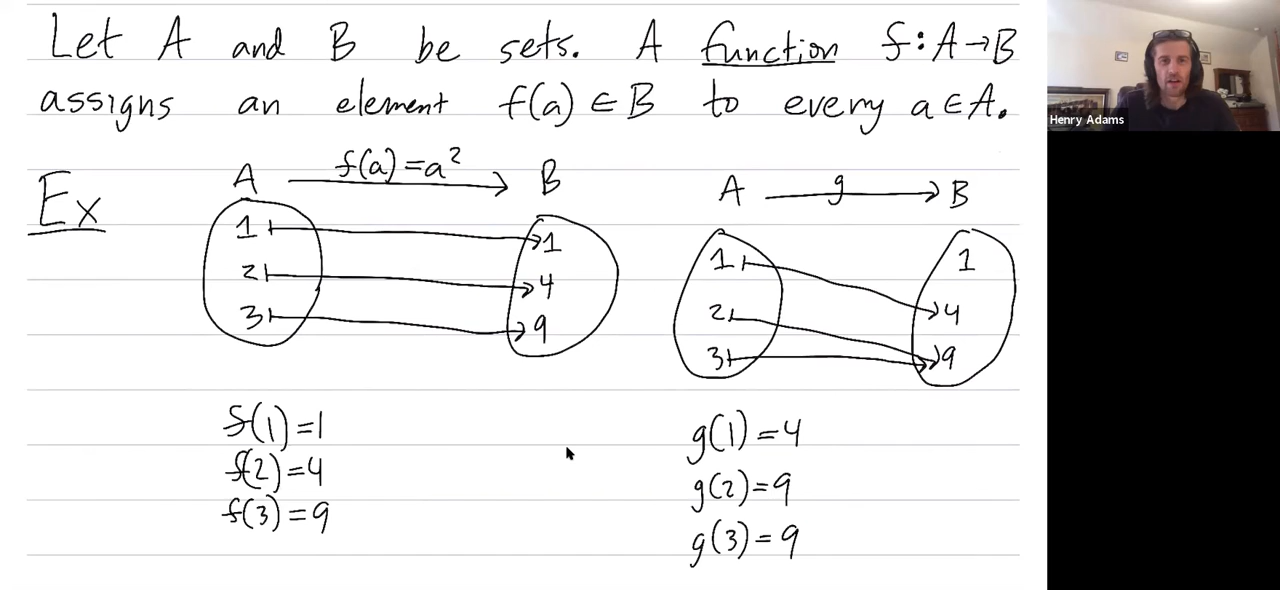 Let A and B be sets. A function f: A→B
assigns an element f(a) ∈ B to every a ∈ A.
Ex
A f(a) = a² B
1 1
2 4
3 9
f(1) = 1
f(2) = 4
f(3) = 9
A g B
1 1
2 4
3 9
g(1) = 4
g(2) = 9
g(3) = 9
Henry Adams